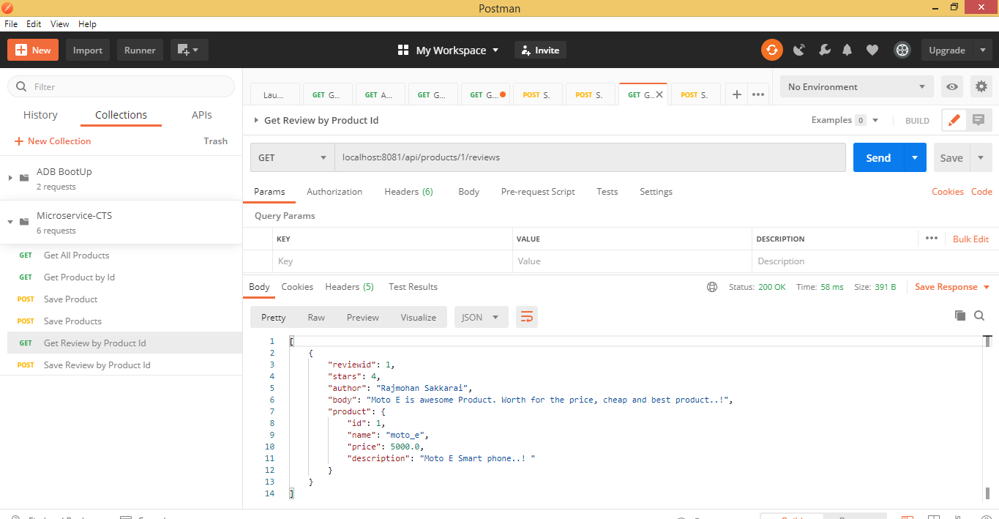 Postman
File Edit View Help
New Import Runner My Workspace Invite Upgrade
Filter
History Collections APIs
New Collection Trash
ADB BootUp
2 requests
Microservice-CTS
6 requests
GET Get All Products
GET Get Product by Id
POST Save Product
POST Save Products
GET Get Review by Product Id
POST Save Review by Product Id
Lau... GET G... GET A... GET G... GET G... POST S. POST S. GET G.. POST S. No Environment
Get Review by Product Id Examples 0 BUILD
GET localhost:8081/api/products/1/reviews Send Save
Params Authorization Headers (6) Body Pre-request Script Tests Settings Cookies Code
Query Params
KEY VALUE DESCRIPTION Bulk Edit
Key Value Description
Body Cookies Headers (5) Test Results Status: 200 OK Time: 58 ms Size: 391 B Save Response
Pretty Raw Preview Visualize JSON
1 [
2 {
3 "reviewid": 1,
4 "stars": 4,
5 "author": "Rajmohan Sakkarai",
6 "body": "Moto E is awesome Product. Worth for the price, cheap and best product..!",
7 "product": {
8 "id": 1,
9 "name": "moto_e",
10 "price": 5000.0,
11 "description": "Moto E Smart phone..! "
12 }
13 }
14 ]